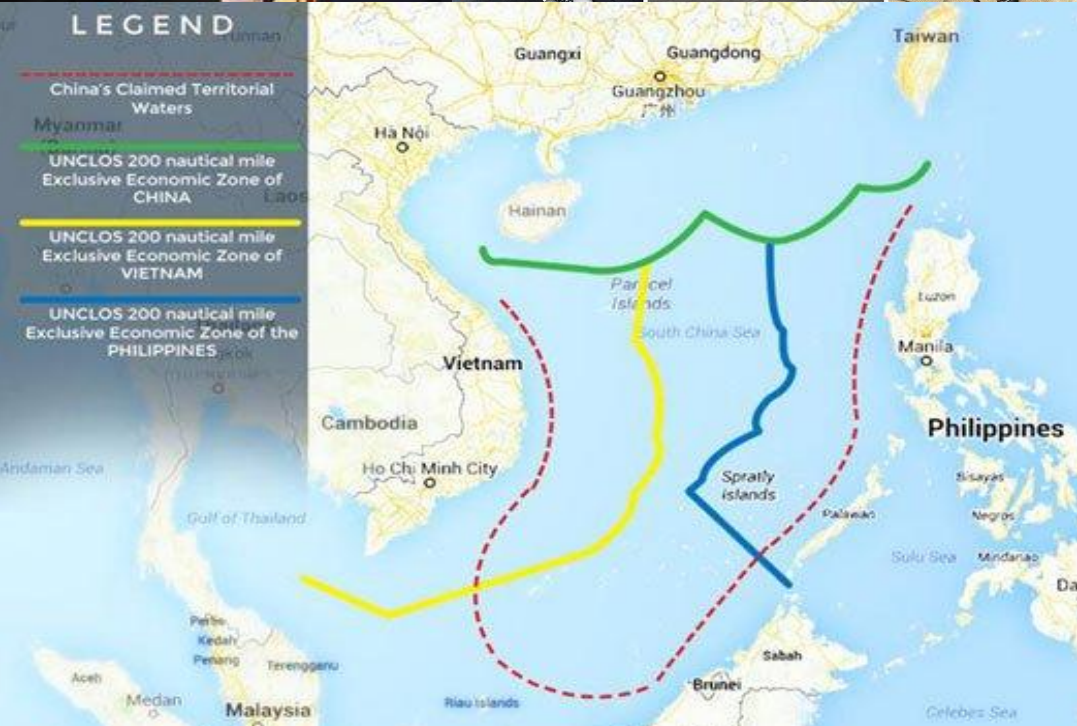 LEGEND
China's Claimed Territorial
Waters
UNCLOS 200 nautical mile
Exclusive Economic Zone of
CHINA
UNCLOS 200 nautical mile
Exclusive Economic Zone of
VIETNAM
UNCLOS 200 nautical mile
Exclusive Economic Zone of the
PHILIPPINES
Myanmar
Laos
Andaman Sea
Guangxi
Guangdong
Guangzhou
广州
Taiwan
Hà Nội
Hainan
Paracel
Islands
South China Sea
Luzon
Manila
Vietnam
Cambodia
Philippines
Ho Chi Minh City
Spratly
Islands
Gulf of Thailand
Palawan
Negros
Sulu Sea
Mindanao
Da
Kedah
Penang
Terengganu
Aceh
Medan
Malaysia
Riau Islands
Sabah
Brunei
Celebes Sea